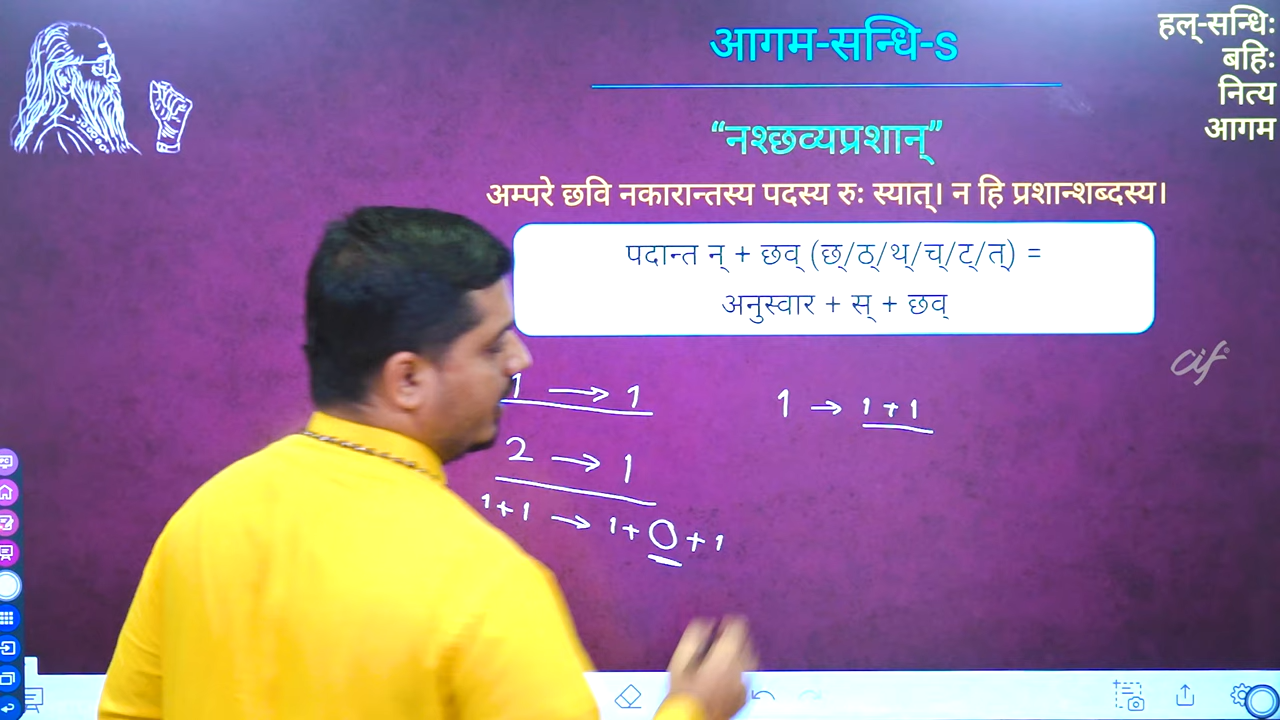 आगम-सन्धि-s
हल्-सन्धिः
बहिः
नित्य
आगम
“नश्छव्यप्रशान्”
अम्परे छवि नकारान्तस्य पदस्य रुः स्यात्। न हि प्रशान्शब्दस्य।
पदान्त न् + छव् (छ्/ठ्/थ्/च्/ट्/त्) =
अनुस्वार + स् + छव्
cif
1 → 1
1 → 1+1
2 → 1
1+1 → 1+0+1